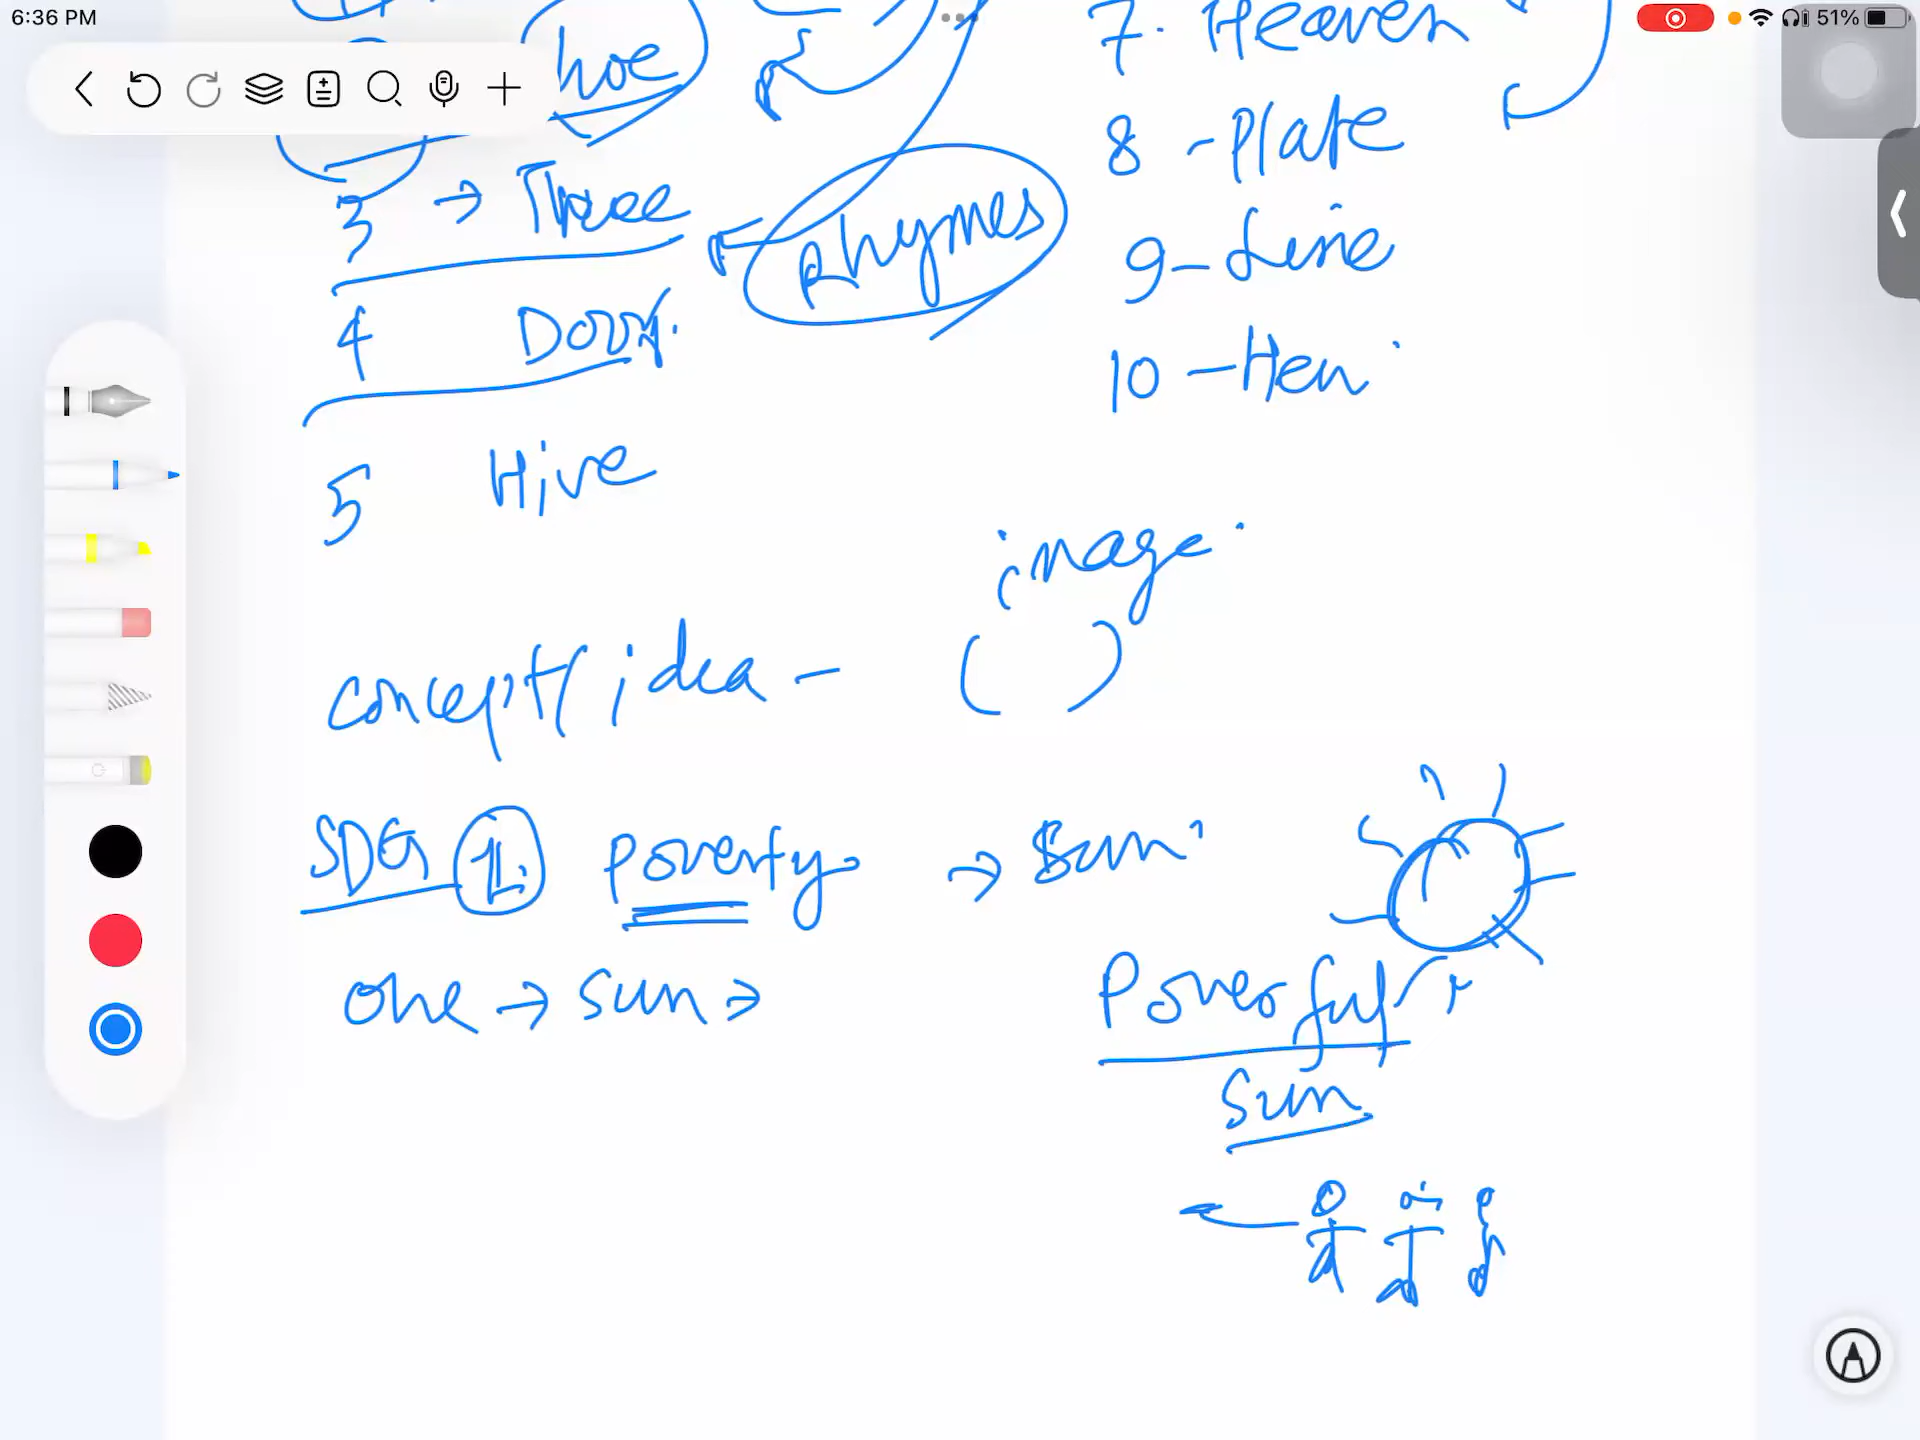 6:36 PM
51%
hoe
3 → Three
4 Door.
5 Hive
Rhymes
7. Heaven
8 - Plate
9 - Line
10 - Hen
image
concept/idea - ( )
SDG 1. Poverty → Sun
one → sun →
Powerful
Sun